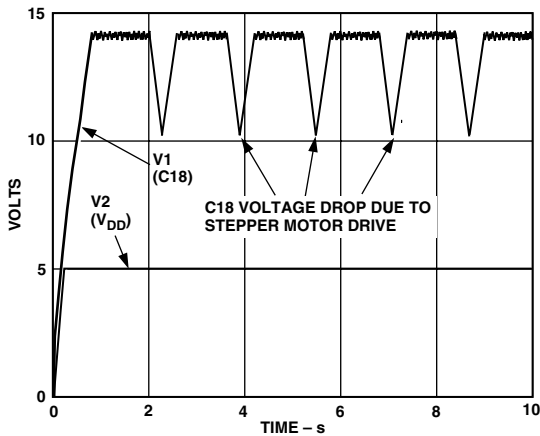 15
10
5
0
VOLTS
V1
(C18)
V2
(VDD)
C18 VOLTAGE DROP DUE TO
STEPPER MOTOR DRIVE
0 2 4 6 8 10
TIME – s